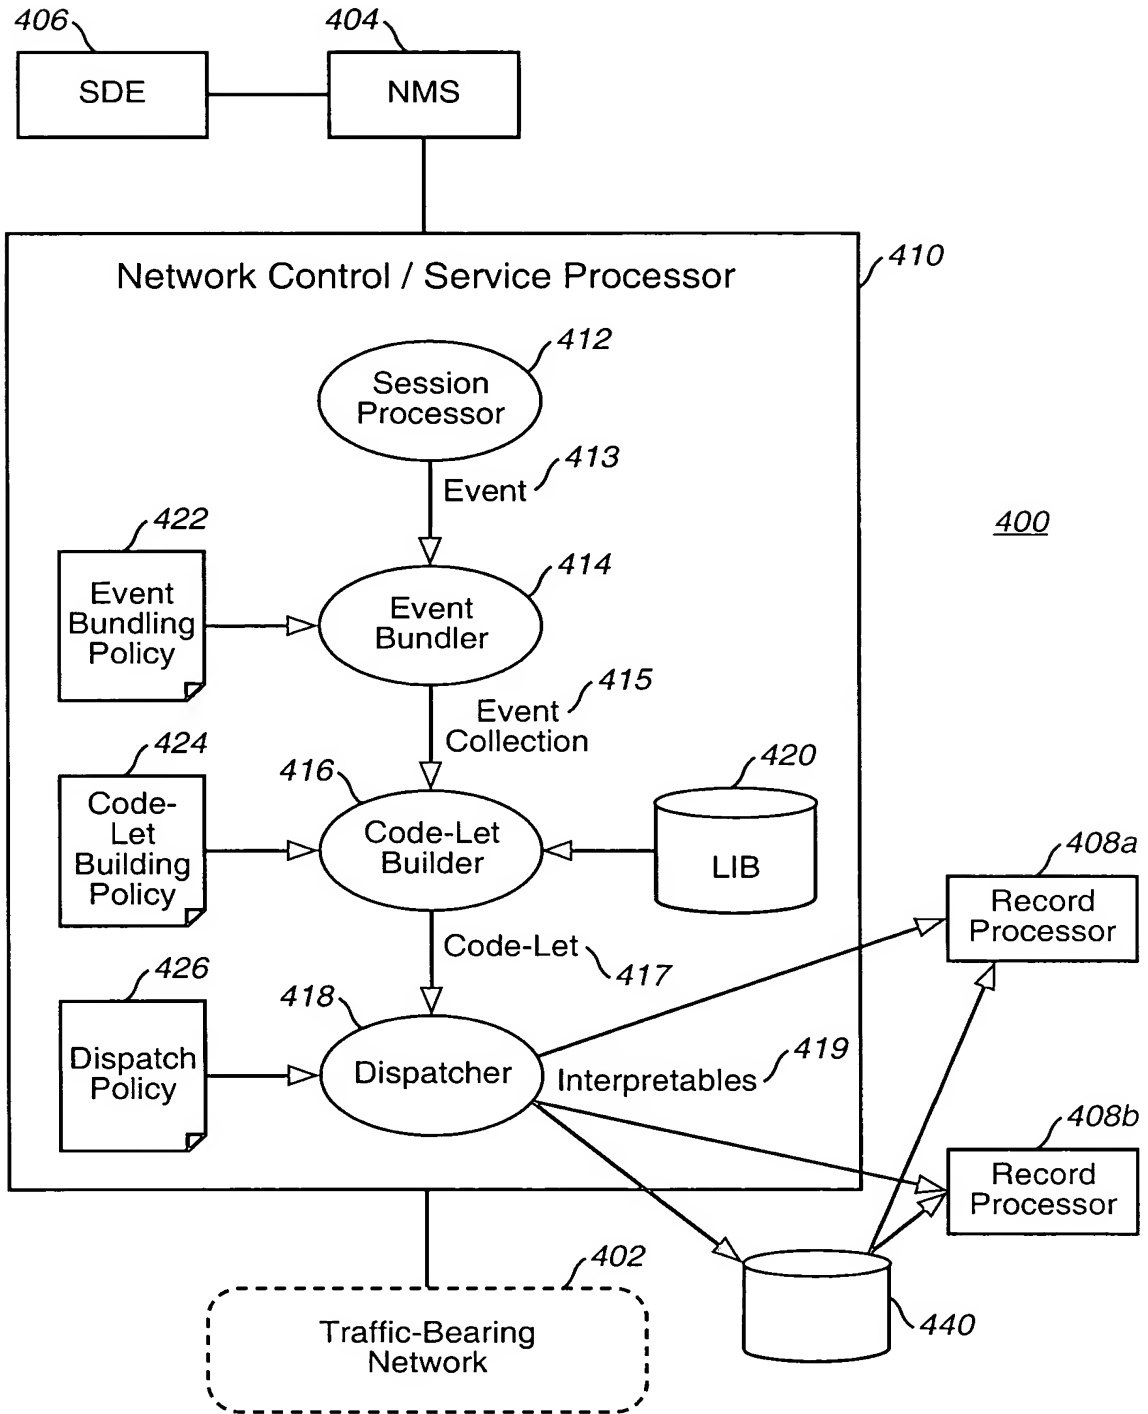 406
404
SDE
NMS
410
Network Control / Service Processor
412
Session
Processor
413
Event
400
422
414
Event
Bundling
Policy
Event
Bundler
415
Event
Collection
424
416
420
Code-
Let
Building
Policy
Code-Let
Builder
LIB
408a
Record
Processor
Code-Let
417
426
418
419
Dispatch
Policy
Dispatcher
Interpretables
408b
Record
Processor
402
Traffic-Bearing
Network
440